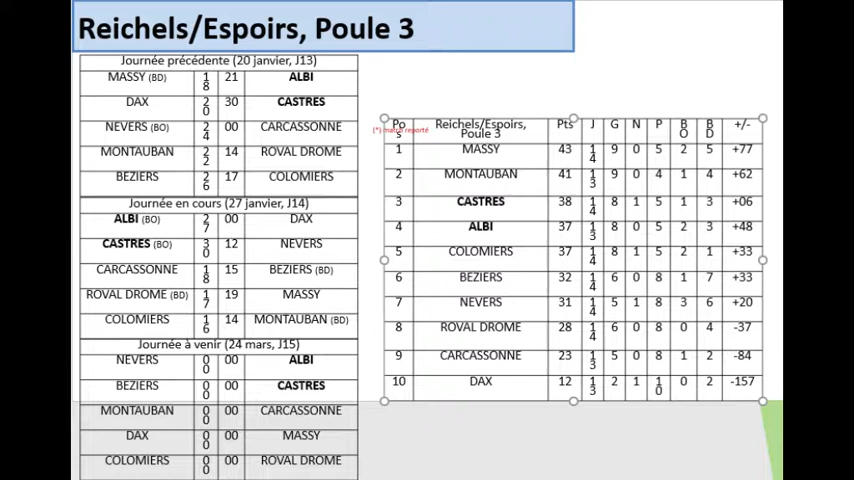 Reichels/Espoirs, Poule 3
Journée précédente (20 janvier, J13)
MASSY (BD) 18 21 ALBI
DAX 20 30 CASTRES
NEVERS (BO) 24 00 CARCASSONNE
MONTAUBAN 22 14 ROVAL DROME
BEZIERS 26 17 COLOMIERS
Journée en cours (27 janvier, J14)
ALBI (BO) 27 00 DAX
CASTRES (BO) 30 12 NEVERS
CARCASSONNE 18 15 BEZIERS (BD)
ROVAL DROME (BD) 17 19 MASSY
COLOMIERS 16 14 MONTAUBAN (BD)
Journée à venir (24 mars, J15)
NEVERS 00 00 ALBI
BEZIERS 00 00 CASTRES
MONTAUBAN 00 00 CARCASSONNE
DAX 00 00 MASSY
COLOMIERS 00 00 ROVAL DROME
(*) match reporté
Pos Reichels/Espoirs, Poule 3 Pts J G N P BO BD +/-
1 MASSY 43 14 9 0 5 2 5 +77
2 MONTAUBAN 41 13 9 0 4 1 4 +62
3 CASTRES 38 14 8 1 5 1 3 +06
4 ALBI 37 13 8 0 5 2 3 +48
5 COLOMIERS 37 14 8 1 5 2 1 +33
6 BEZIERS 32 14 6 0 8 1 7 +33
7 NEVERS 31 14 5 1 8 3 6 +20
8 ROVAL DROME 28 14 6 0 8 0 4 -37
9 CARCASSONNE 23 13 5 0 8 1 2 -84
10 DAX 12 13 2 1 10 0 2 -157